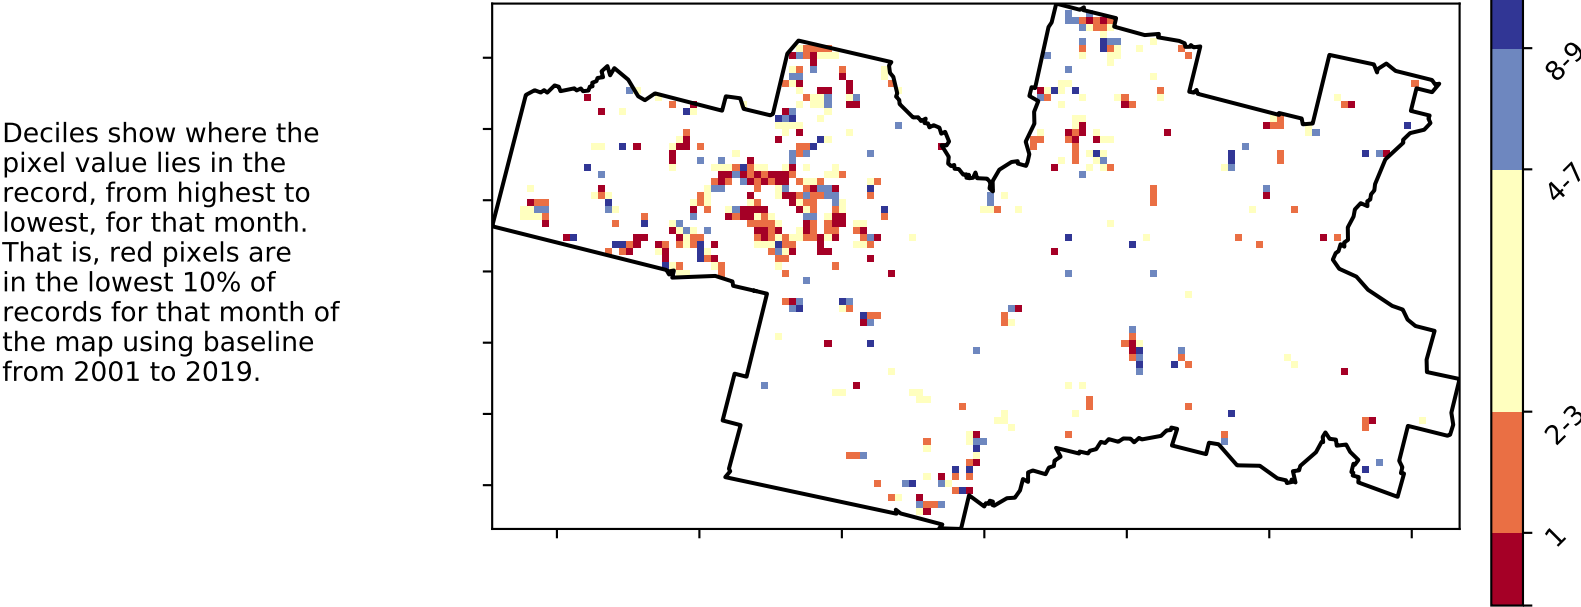 Deciles show where the
pixel value lies in the
record, from highest to
lowest, for that month.
That is, red pixels are
in the lowest 10% of
records for that month of
the map using baseline
from 2001 to 2019.
8-9
4-7
2-3
1